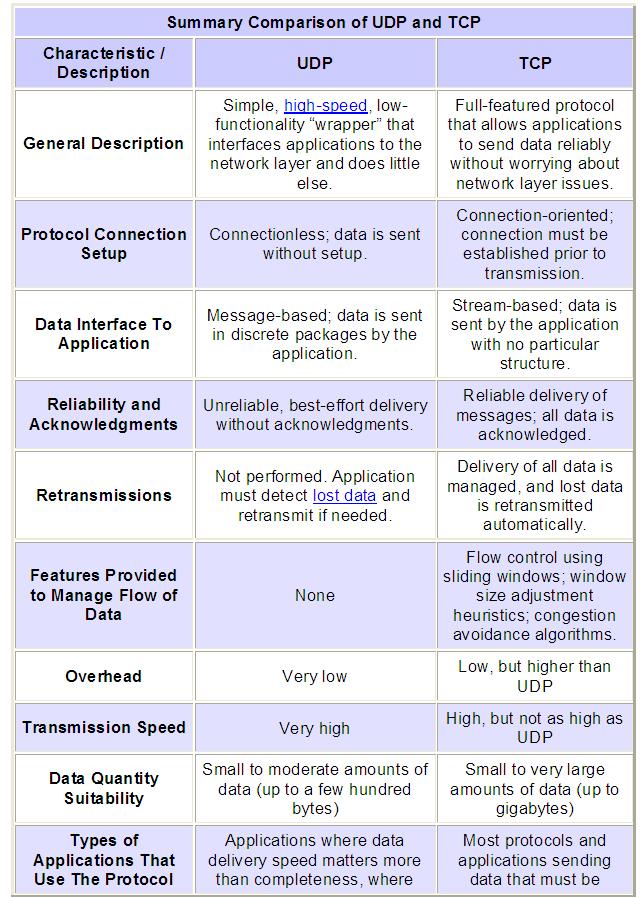 Summary Comparison of UDP and TCP
Characteristic /
Description
UDP
TCP
General Description
Simple, high-speed, low-
functionality “wrapper” that
interfaces applications to the
network layer and does little
else.
Full-featured protocol
that allows applications
to send data reliably
without worrying about
network layer issues.
Protocol Connection
Setup
Connectionless; data is sent
without setup.
Connection-oriented;
connection must be
established prior to
transmission.
Data Interface To
Application
Message-based; data is sent
in discrete packages by the
application.
Stream-based; data is
sent by the application
with no particular
structure.
Reliability and
Acknowledgments
Unreliable, best-effort delivery
without acknowledgments.
Reliable delivery of
messages; all data is
acknowledged.
Retransmissions
Not performed. Application
must detect lost data and
retransmit if needed.
Delivery of all data is
managed, and lost data
is retransmitted
automatically.
Features Provided
to Manage Flow of
Data
None
Flow control using
sliding windows; window
size adjustment
heuristics; congestion
avoidance algorithms.
Overhead
Very low
Low, but higher than
UDP
Transmission Speed
Very high
High, but not as high as
UDP
Data Quantity
Suitability
Small to moderate amounts of
data (up to a few hundred
bytes)
Small to very large
amounts of data (up to
gigabytes)
Types of
Applications That
Use The Protocol
Applications where data
delivery speed matters more
than completeness, where
Most protocols and
applications sending
data that must be